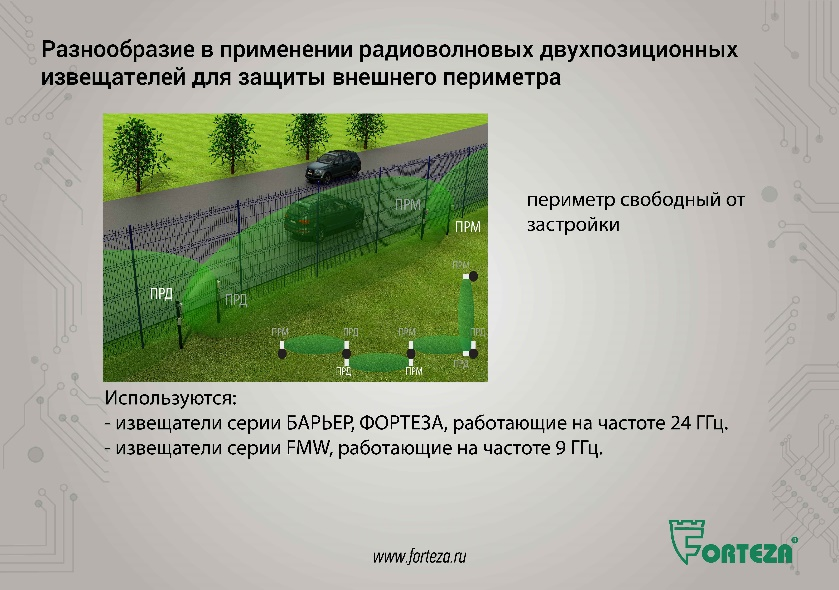 Разнообразие в применении радиоволновых двухпозиционных
извещателей для защиты внешнего периметра
ПРМ
ПРМ
ПРД
ПРД
периметр свободный от
застройки
ПРМ
ПРМ
ПРД
ПРМ
ПРД
ПРД
ПРМ
ПРД
Используются:
- извещатели серии БАРЬЕР, ФОРТЕЗА, работающие на частоте 24 ГГц.
- извещатели серии FMW, работающие на частоте 9 ГГц.
www.forteza.ru
FORTEZA®